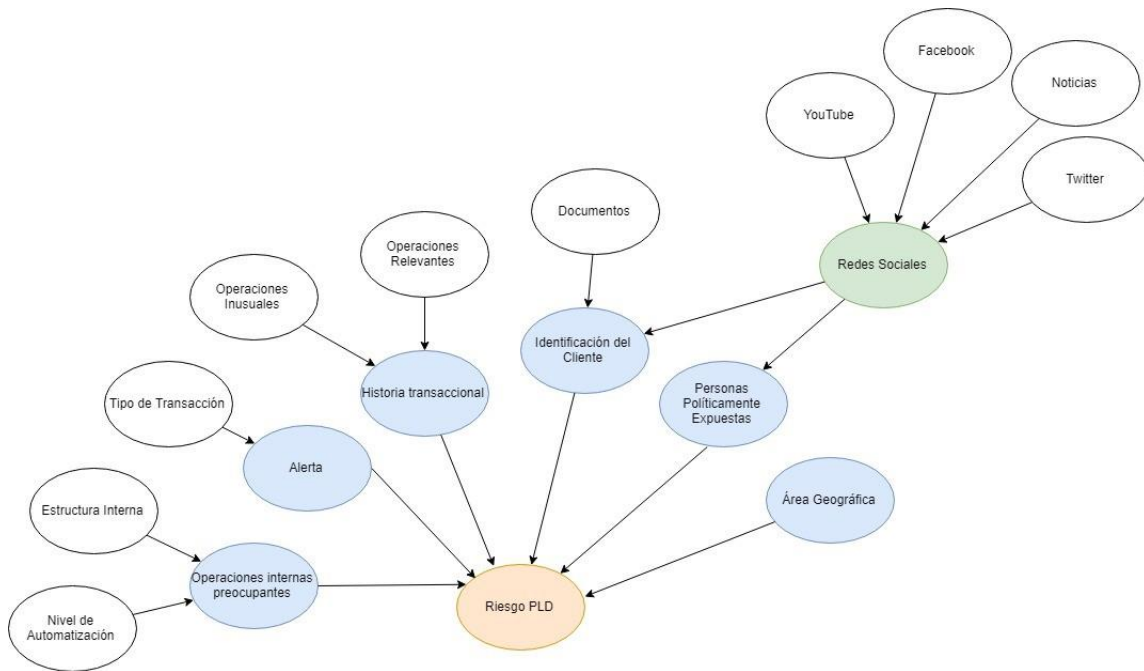 Facebook
Noticias
YouTube
Twitter
Documentos
Operaciones
Relevantes
Redes Sociales
Operaciones
Inusuales
Identificación del
Cliente
Historia transaccional
Personas
Políticamente
Expuestas
Tipo de Transacción
Alerta
Área Geográfica
Estructura Interna
Operaciones internas
preocupantes
Riesgo PLD
Nivel de
Automatización